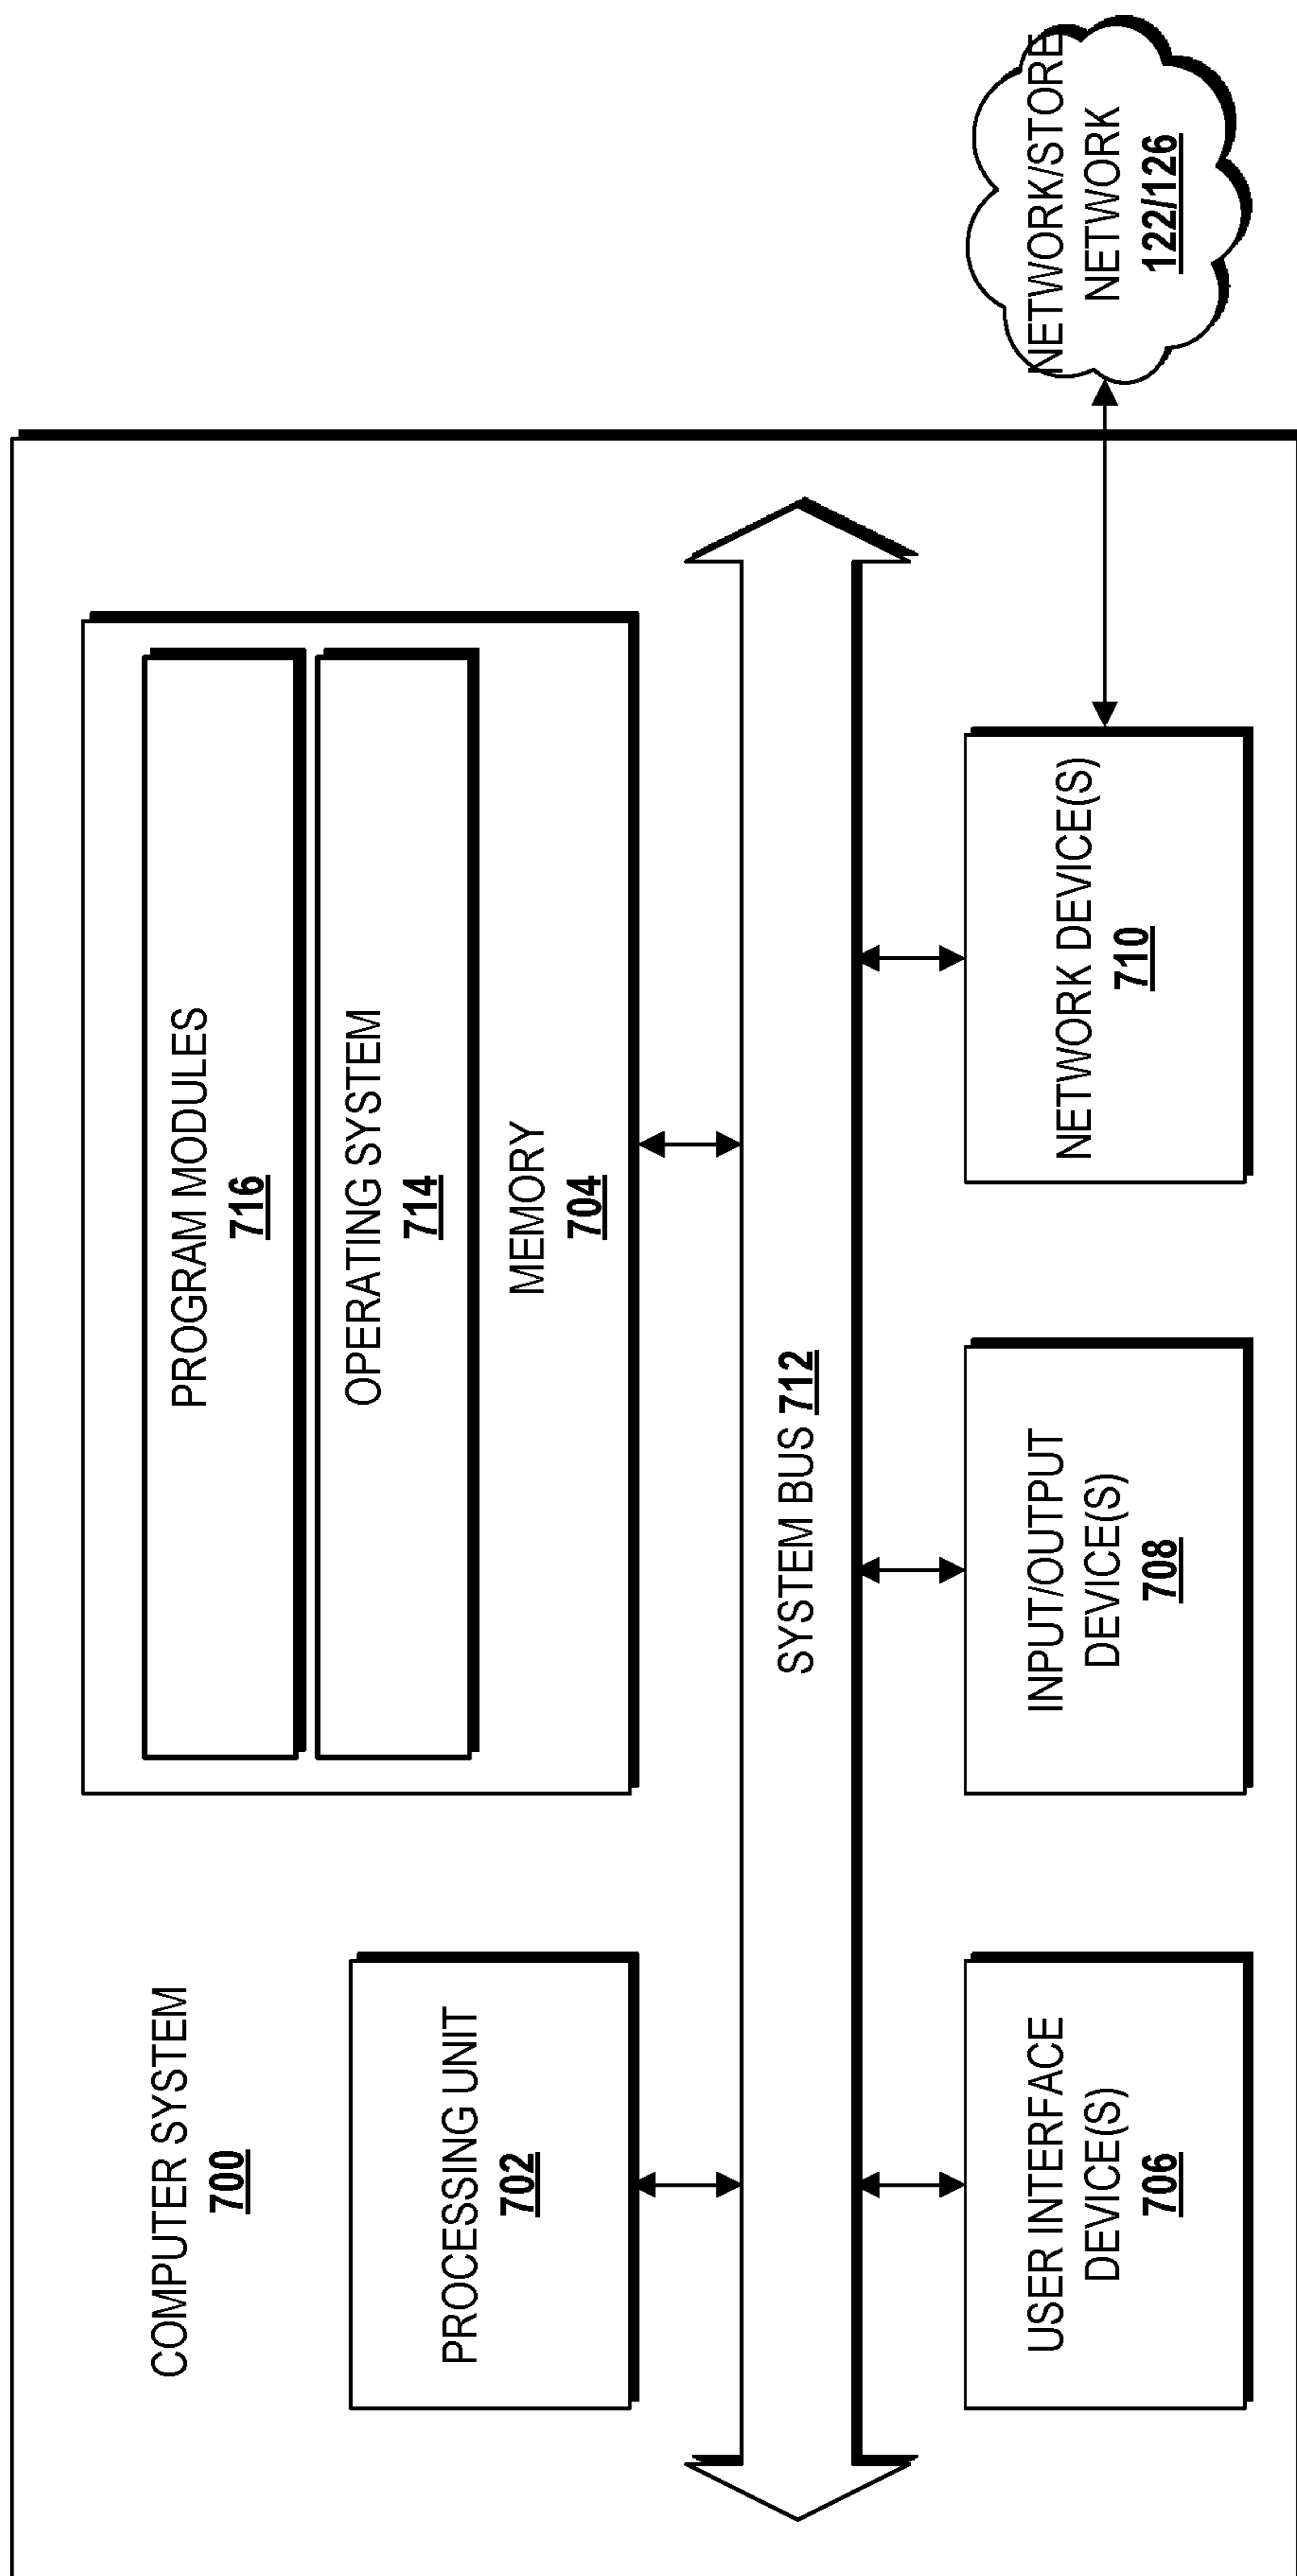 COMPUTER SYSTEM
700
PROCESSING UNIT
702
PROGRAM MODULES
716
OPERATING SYSTEM
714
MEMORY
704
SYSTEM BUS 712
USER INTERFACE
DEVICE(S)
706
INPUT/OUTPUT
DEVICE(S)
708
NETWORK DEVICE(S)
710
NETWORK/STORE
NETWORK
122/126